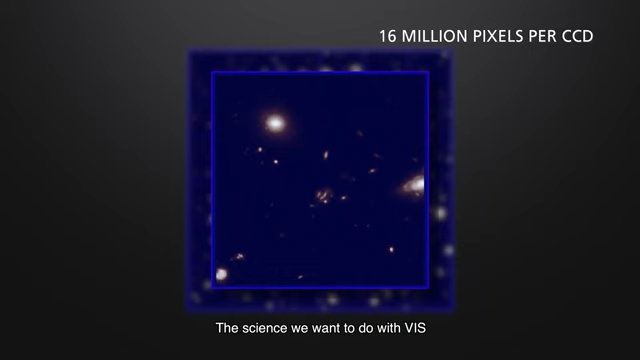 16 MILLION PIXELS PER CCD
The science we want to do with VIS